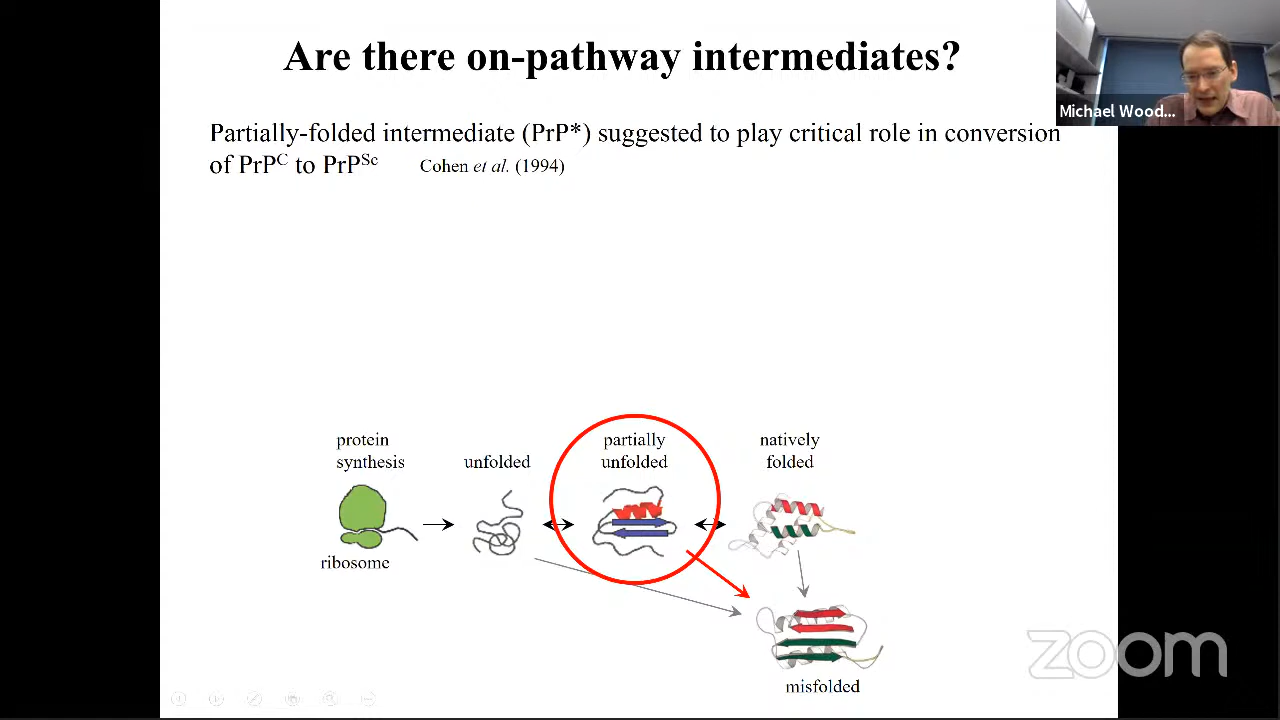 Are there on-pathway intermediates?
Michael Wood...
Partially-folded intermediate (PrP*) suggested to play critical role in conversion
of PrPC to PrPSc Cohen et al. (1994)
protein
synthesis
unfolded
partially
unfolded
natively
folded
ribosome
misfolded
zoom